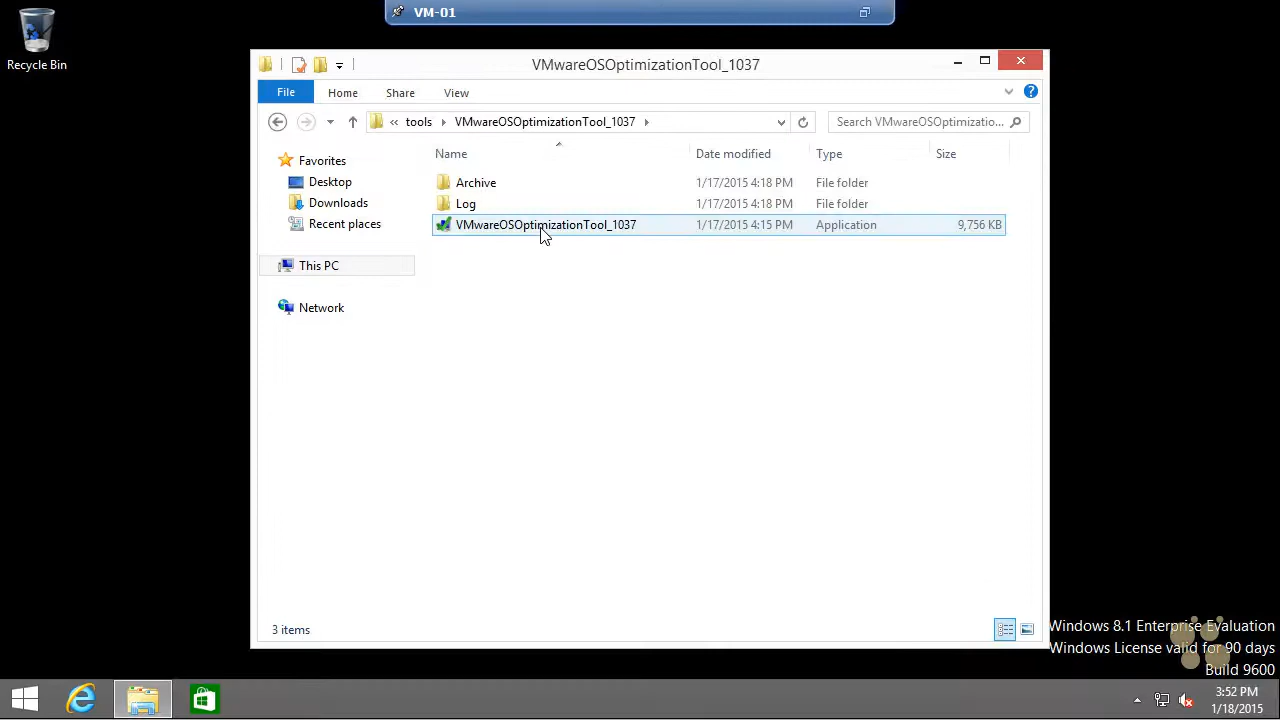 VM-01
Recycle Bin
VMwareOSOptimizationTool_1037
File Home Share View
« tools VMwareOSOptimizationTool_1037
Search VMwareOSOptimizatio...
Name Date modified Type Size
Favorites
Desktop
Downloads
Recent places
This PC
Network
Archive 1/17/2015 4:18 PM File folder
Log 1/17/2015 4:18 PM File folder
VMwareOSOptimizationTool_1037 1/17/2015 4:15 PM Application 9,756 KB
3 items
Windows 8.1 Enterprise Evaluation
Windows License valid for 90 days
Build 9600
3:52 PM
1/18/2015